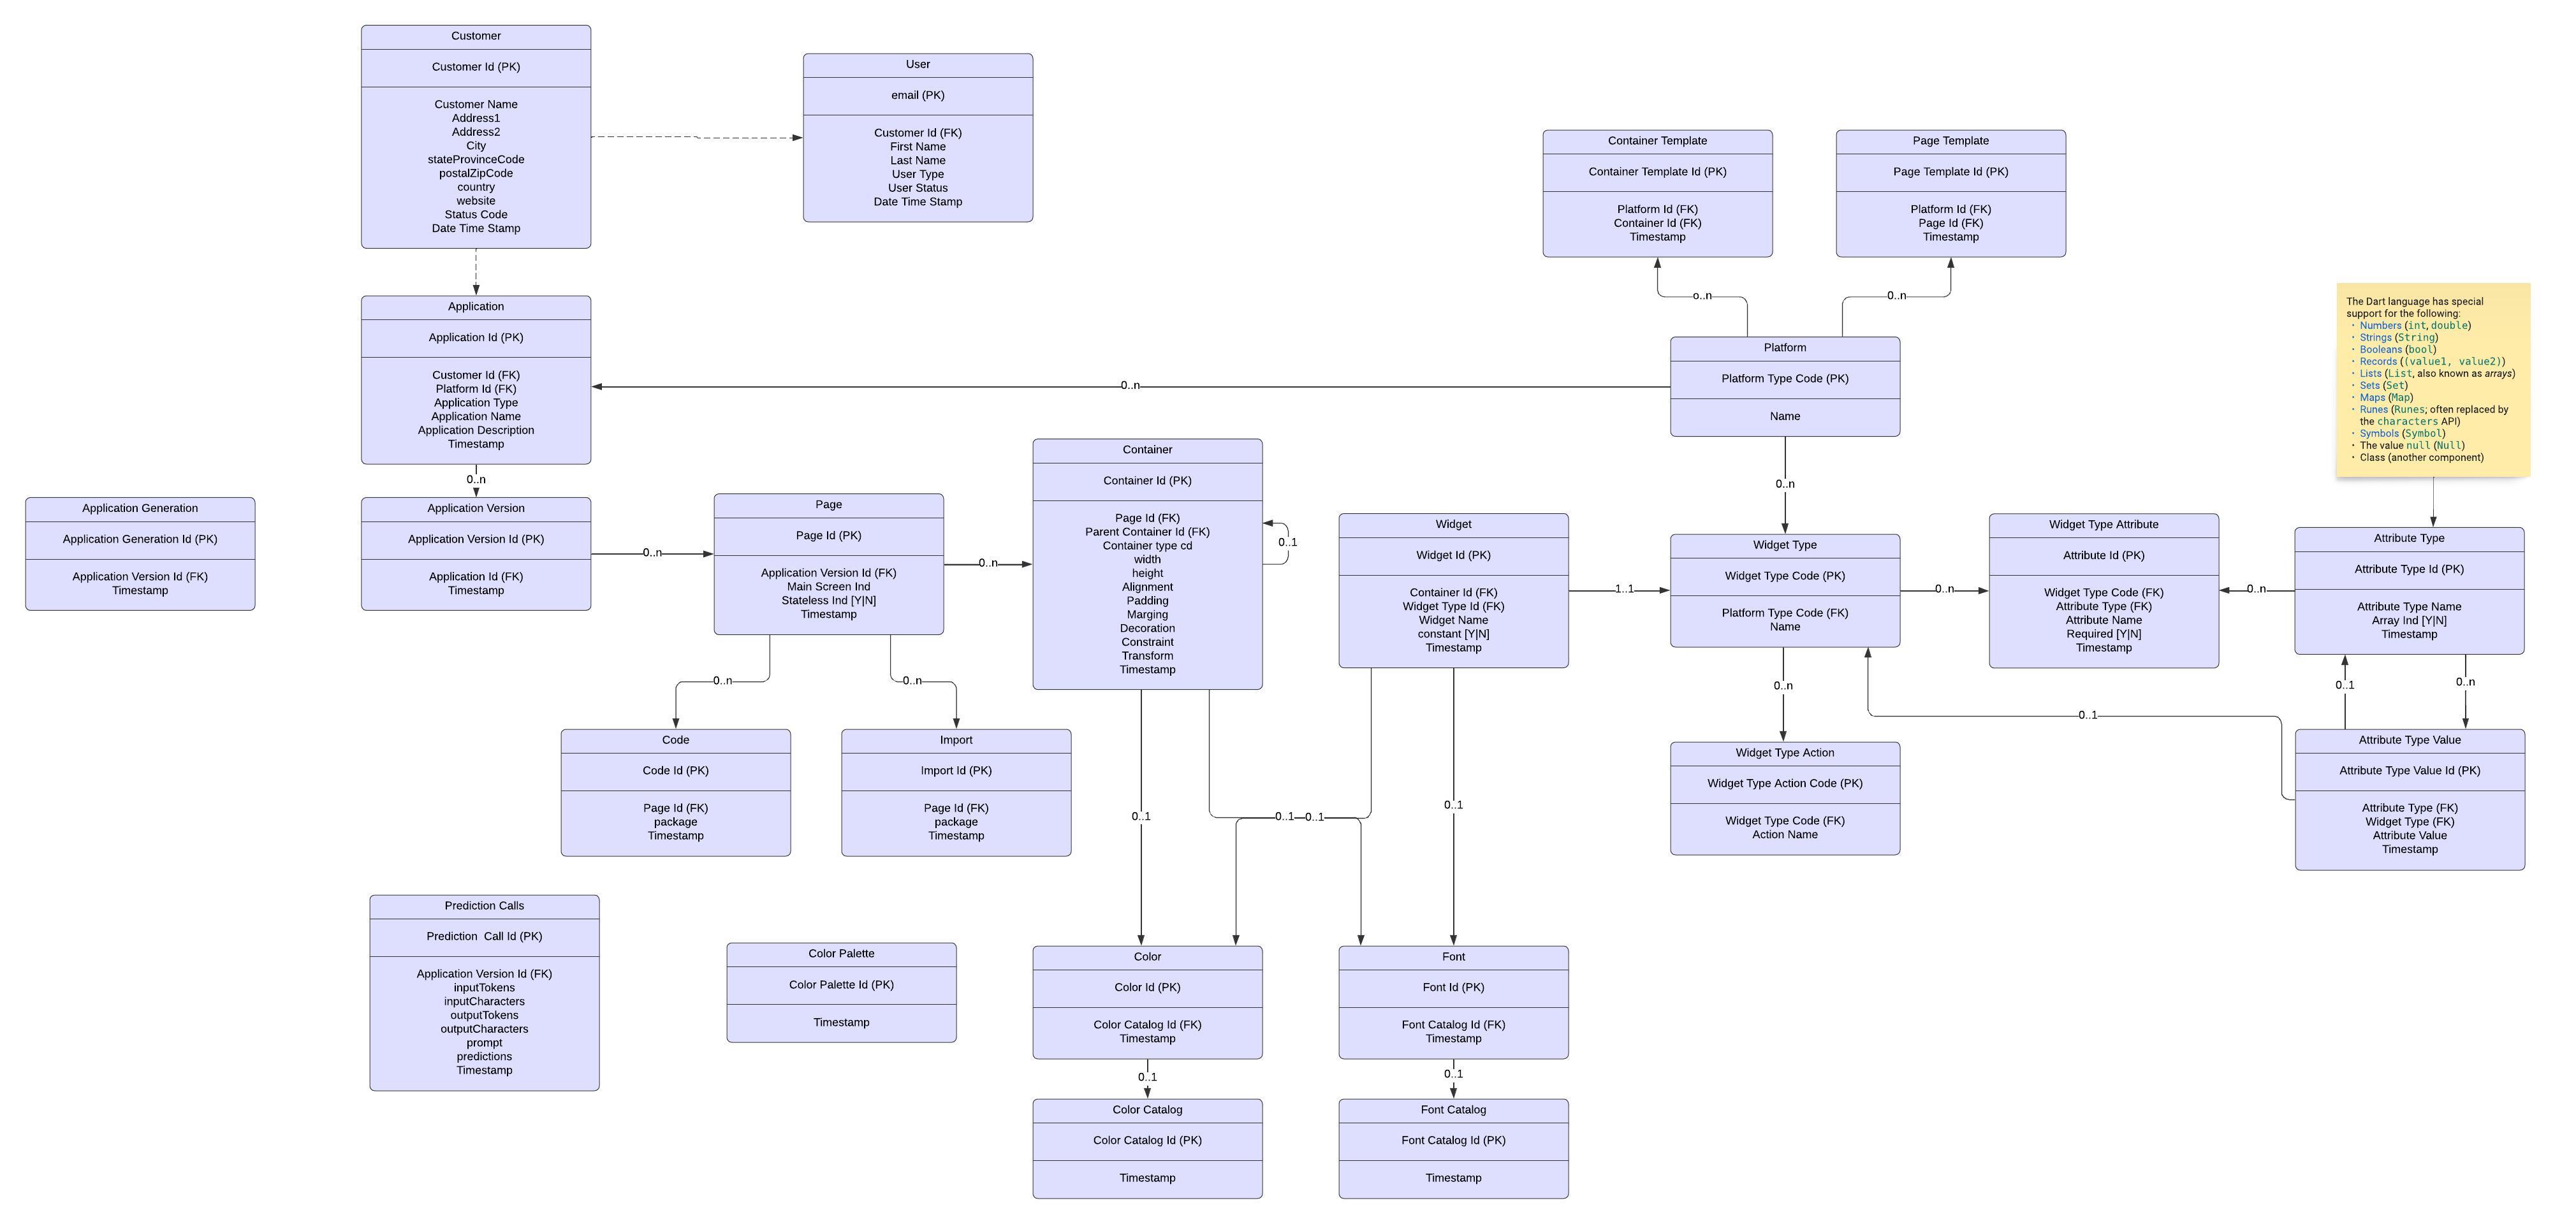 Customer
Customer Id (PK)
Customer Name
Address1
Address2
City
stateProvinceCode
postalZipCode
country
website
Status Code
Date Time Stamp
User
email (PK)
Customer Id (FK)
First Name
Last Name
User Type
User Status
Date Time Stamp
Container Template
Container Template Id (PK)
Platform Id (FK)
Container Id (FK)
Timestamp
Page Template
Page Template Id (PK)
Platform Id (FK)
Page Id (FK)
Timestamp
o..n
0..n
The Dart language has special
support for the following:
• Numbers (int, double)
• Strings (String)
• Booleans (bool)
• Records ((value1, value2))
• Lists (List, also known as arrays)
• Sets (Set)
• Maps (Map)
• Runes (Runes; often replaced by
the characters API)
• Symbols (Symbol)
• The value null (Null)
• Class (another component)
Application
Application Id (PK)
Customer Id (FK)
Platform Id (FK)
Application Type
Application Name
Application Description
Timestamp
0..n
Platform
Platform Type Code (PK)
Name
0..n
0..n
Application Generation
Application Generation Id (PK)
Application Version Id (FK)
Timestamp
Application Version
Application Version Id (PK)
Application Id (FK)
Timestamp
0..n
Page
Page Id (PK)
Application Version Id (FK)
Main Screen Ind
Stateless Ind [Y|N]
Timestamp
0..n
Container
Container Id (PK)
Page Id (FK)
Parent Container Id (FK)
Container type cd
width
height
Alignment
Padding
Marging
Decoration
Constraint
Transform
Timestamp
0..1
Widget
Widget Id (PK)
Container Id (FK)
Widget Type Id (FK)
Widget Name
constant [Y|N]
Timestamp
1..1
Widget Type
Widget Type Code (PK)
Platform Type Code (FK)
Name
0..n
Widget Type Attribute
Attribute Id (PK)
Widget Type Code (FK)
Attribute Type (FK)
Attribute Name
Required [Y|N]
Timestamp
0..n
Attribute Type
Attribute Type Id (PK)
Attribute Type Name
Array Ind [Y|N]
Timestamp
0..n
0..n
0..n
0..1
0..n
0..1
Code
Code Id (PK)
Page Id (FK)
package
Timestamp
Import
Import Id (PK)
Page Id (FK)
package
Timestamp
Widget Type Action
Widget Type Action Code (PK)
Widget Type Code (FK)
Action Name
Attribute Type Value
Attribute Type Value Id (PK)
Attribute Type (FK)
Widget Type (FK)
Attribute Value
Timestamp
0..1
0..1
0..1
0..1
Prediction Calls
Prediction  Call Id (PK)
Application Version Id (FK)
inputTokens
inputCharacters
outputTokens
outputCharacters
prompt
predictions
Timestamp
Color Palette
Color Palette Id (PK)
Timestamp
Color
Color Id (PK)
Color Catalog Id (FK)
Timestamp
Font
Font Id (PK)
Font Catalog Id (FK)
Timestamp
0..1
0..1
Color Catalog
Color Catalog Id (PK)
Timestamp
Font Catalog
Font Catalog Id (PK)
Timestamp